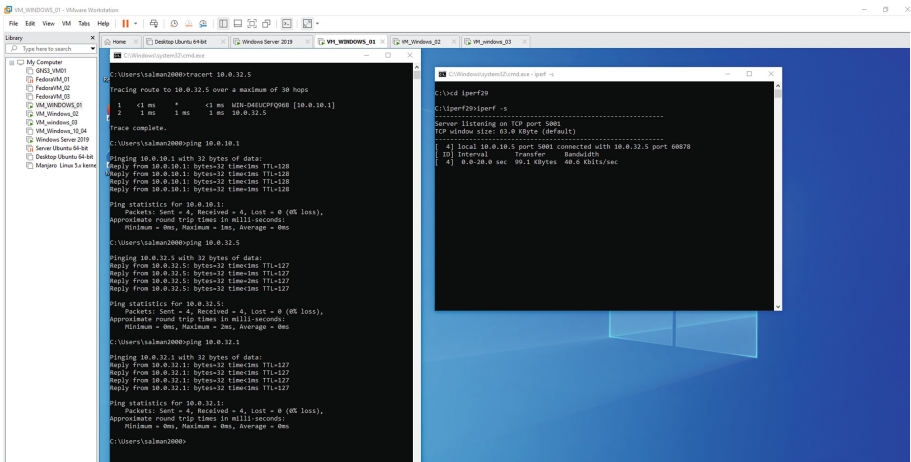 VM_WINDOWS_01 - VMware Workstation
File Edit View VM Tabs Help
Library
Type here to search
My Computer
GNS3_VM01
FedoraVM_01
FedoraVM_02
FedoraVM_03
VM_WINDOWS_01
VM_Windows_02
VM_windows_03
VM_Windows_10_04
Windows Server 2019
Server Ubuntu 64-bit
Desktop Ubuntu 64-bit
Manjaro Linux 5.x kerne
Home
Desktop Ubuntu 64-bit
Windows Server 2019
VM_WINDOWS_01
VM_Windows_02
VM_windows_03
C:\Windows\system32\cmd.exe
C:\Users\salman2000>tracert 10.0.32.5
Tracing route to 10.0.32.5 over a maximum of 30 hops
1 <1 ms * <1 ms WIN-D4EUCPFQ96B [10.0.10.1]
2 1 ms 1 ms 1 ms 10.0.32.5
Trace complete.
C:\Users\salman2000>ping 10.0.10.1
Pinging 10.0.10.1 with 32 bytes of data:
Reply from 10.0.10.1: bytes=32 time<1ms TTL=128
Reply from 10.0.10.1: bytes=32 time=1ms TTL=128
Reply from 10.0.10.1: bytes=32 time<1ms TTL=128
Reply from 10.0.10.1: bytes=32 time<1ms TTL=128
Ping statistics for 10.0.10.1:
Packets: Sent = 4, Received = 4, Lost = 0 (0% loss),
Approximate round trip times in milli-seconds:
Minimum = 0ms, Maximum = 1ms, Average = 0ms
C:\Users\salman2000>ping 10.0.32.5
Pinging 10.0.32.5 with 32 bytes of data:
Reply from 10.0.32.5: bytes=32 time<1ms TTL=127
Reply from 10.0.32.5: bytes=32 time<1ms TTL=127
Reply from 10.0.32.5: bytes=32 time=2ms TTL=127
Reply from 10.0.32.5: bytes=32 time<1ms TTL=127
Ping statistics for 10.0.32.5:
Packets: Sent = 4, Received = 4, Lost = 0 (0% loss),
Approximate round trip times in milli-seconds:
Minimum = 0ms, Maximum = 2ms, Average = 0ms
C:\Users\salman2000>ping 10.0.32.1
Pinging 10.0.32.1 with 32 bytes of data:
Reply from 10.0.32.1: bytes=32 time<1ms TTL=127
Reply from 10.0.32.1: bytes=32 time<1ms TTL=127
Reply from 10.0.32.1: bytes=32 time<1ms TTL=127
Reply from 10.0.32.1: bytes=32 time<1ms TTL=127
Ping statistics for 10.0.32.1:
Packets: Sent = 4, Received = 4, Lost = 0 (0% loss),
Approximate round trip times in milli-seconds:
Minimum = 0ms, Maximum = 0ms, Average = 0ms
C:\Users\salman2000>
C:\Windows\system32\cmd.exe - iperf -s
C:\>cd iperf29
C:\iperf29>iperf -s
Server listening on TCP port 5001
TCP window size: 63.0 KByte (default)
[ 4] local 10.0.10.5 port 5001 connected with 10.0.32.5 port 60878
[ ID] Interval Transfer Bandwidth
[ 4] 0.0-20.0 sec 99.1 KBytes 40.6 Kbits/sec